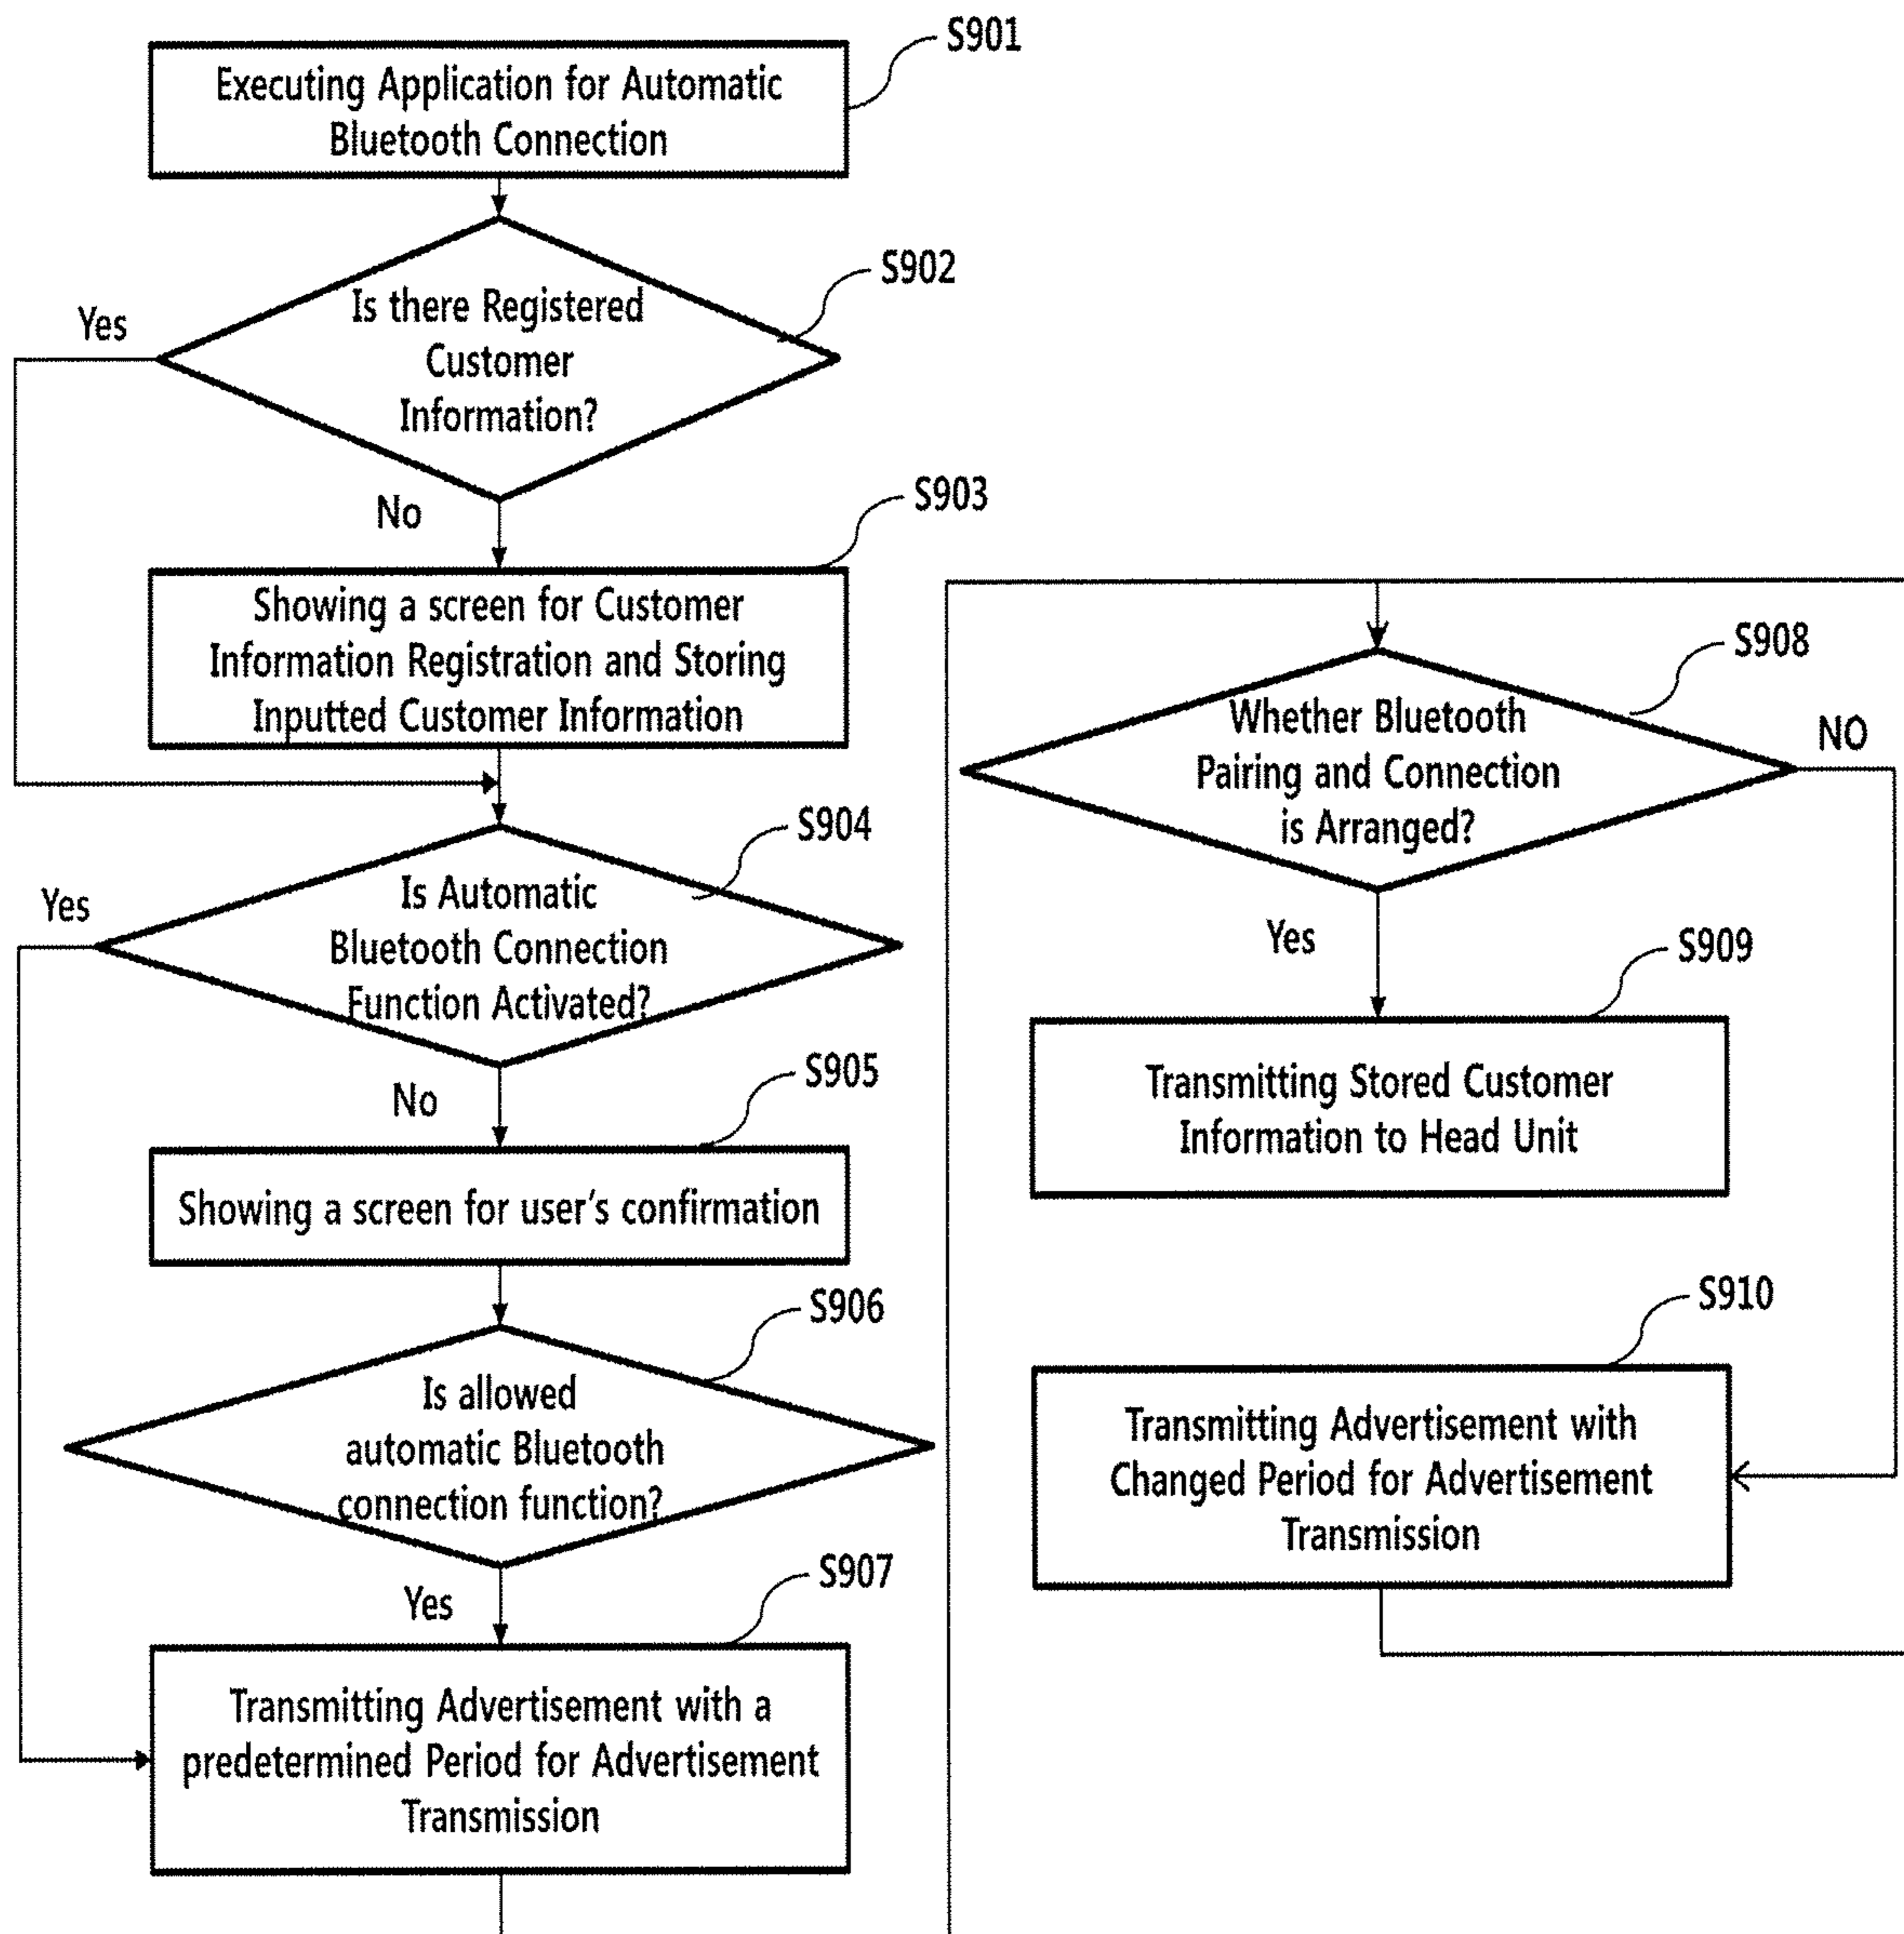 S901
Executing Application for Automatic
Bluetooth Connection
S902
Yes
Is there Registered
Customer
Information?
No
S903
Showing a screen for Customer
Information Registration and Storing
Inputted Customer Information
S904
Yes
Is Automatic
Bluetooth Connection
Function Activated?
No
S905
Showing a screen for user's confirmation
S906
Is allowed
automatic Bluetooth
connection function?
Yes
S907
Transmitting Advertisement with a
predetermined Period for Advertisement
Transmission
S908
Whether Bluetooth
Pairing and Connection
is Arranged?
NO
Yes
S909
Transmitting Stored Customer
Information to Head Unit
S910
Transmitting Advertisement with
Changed Period for Advertisement
Transmission